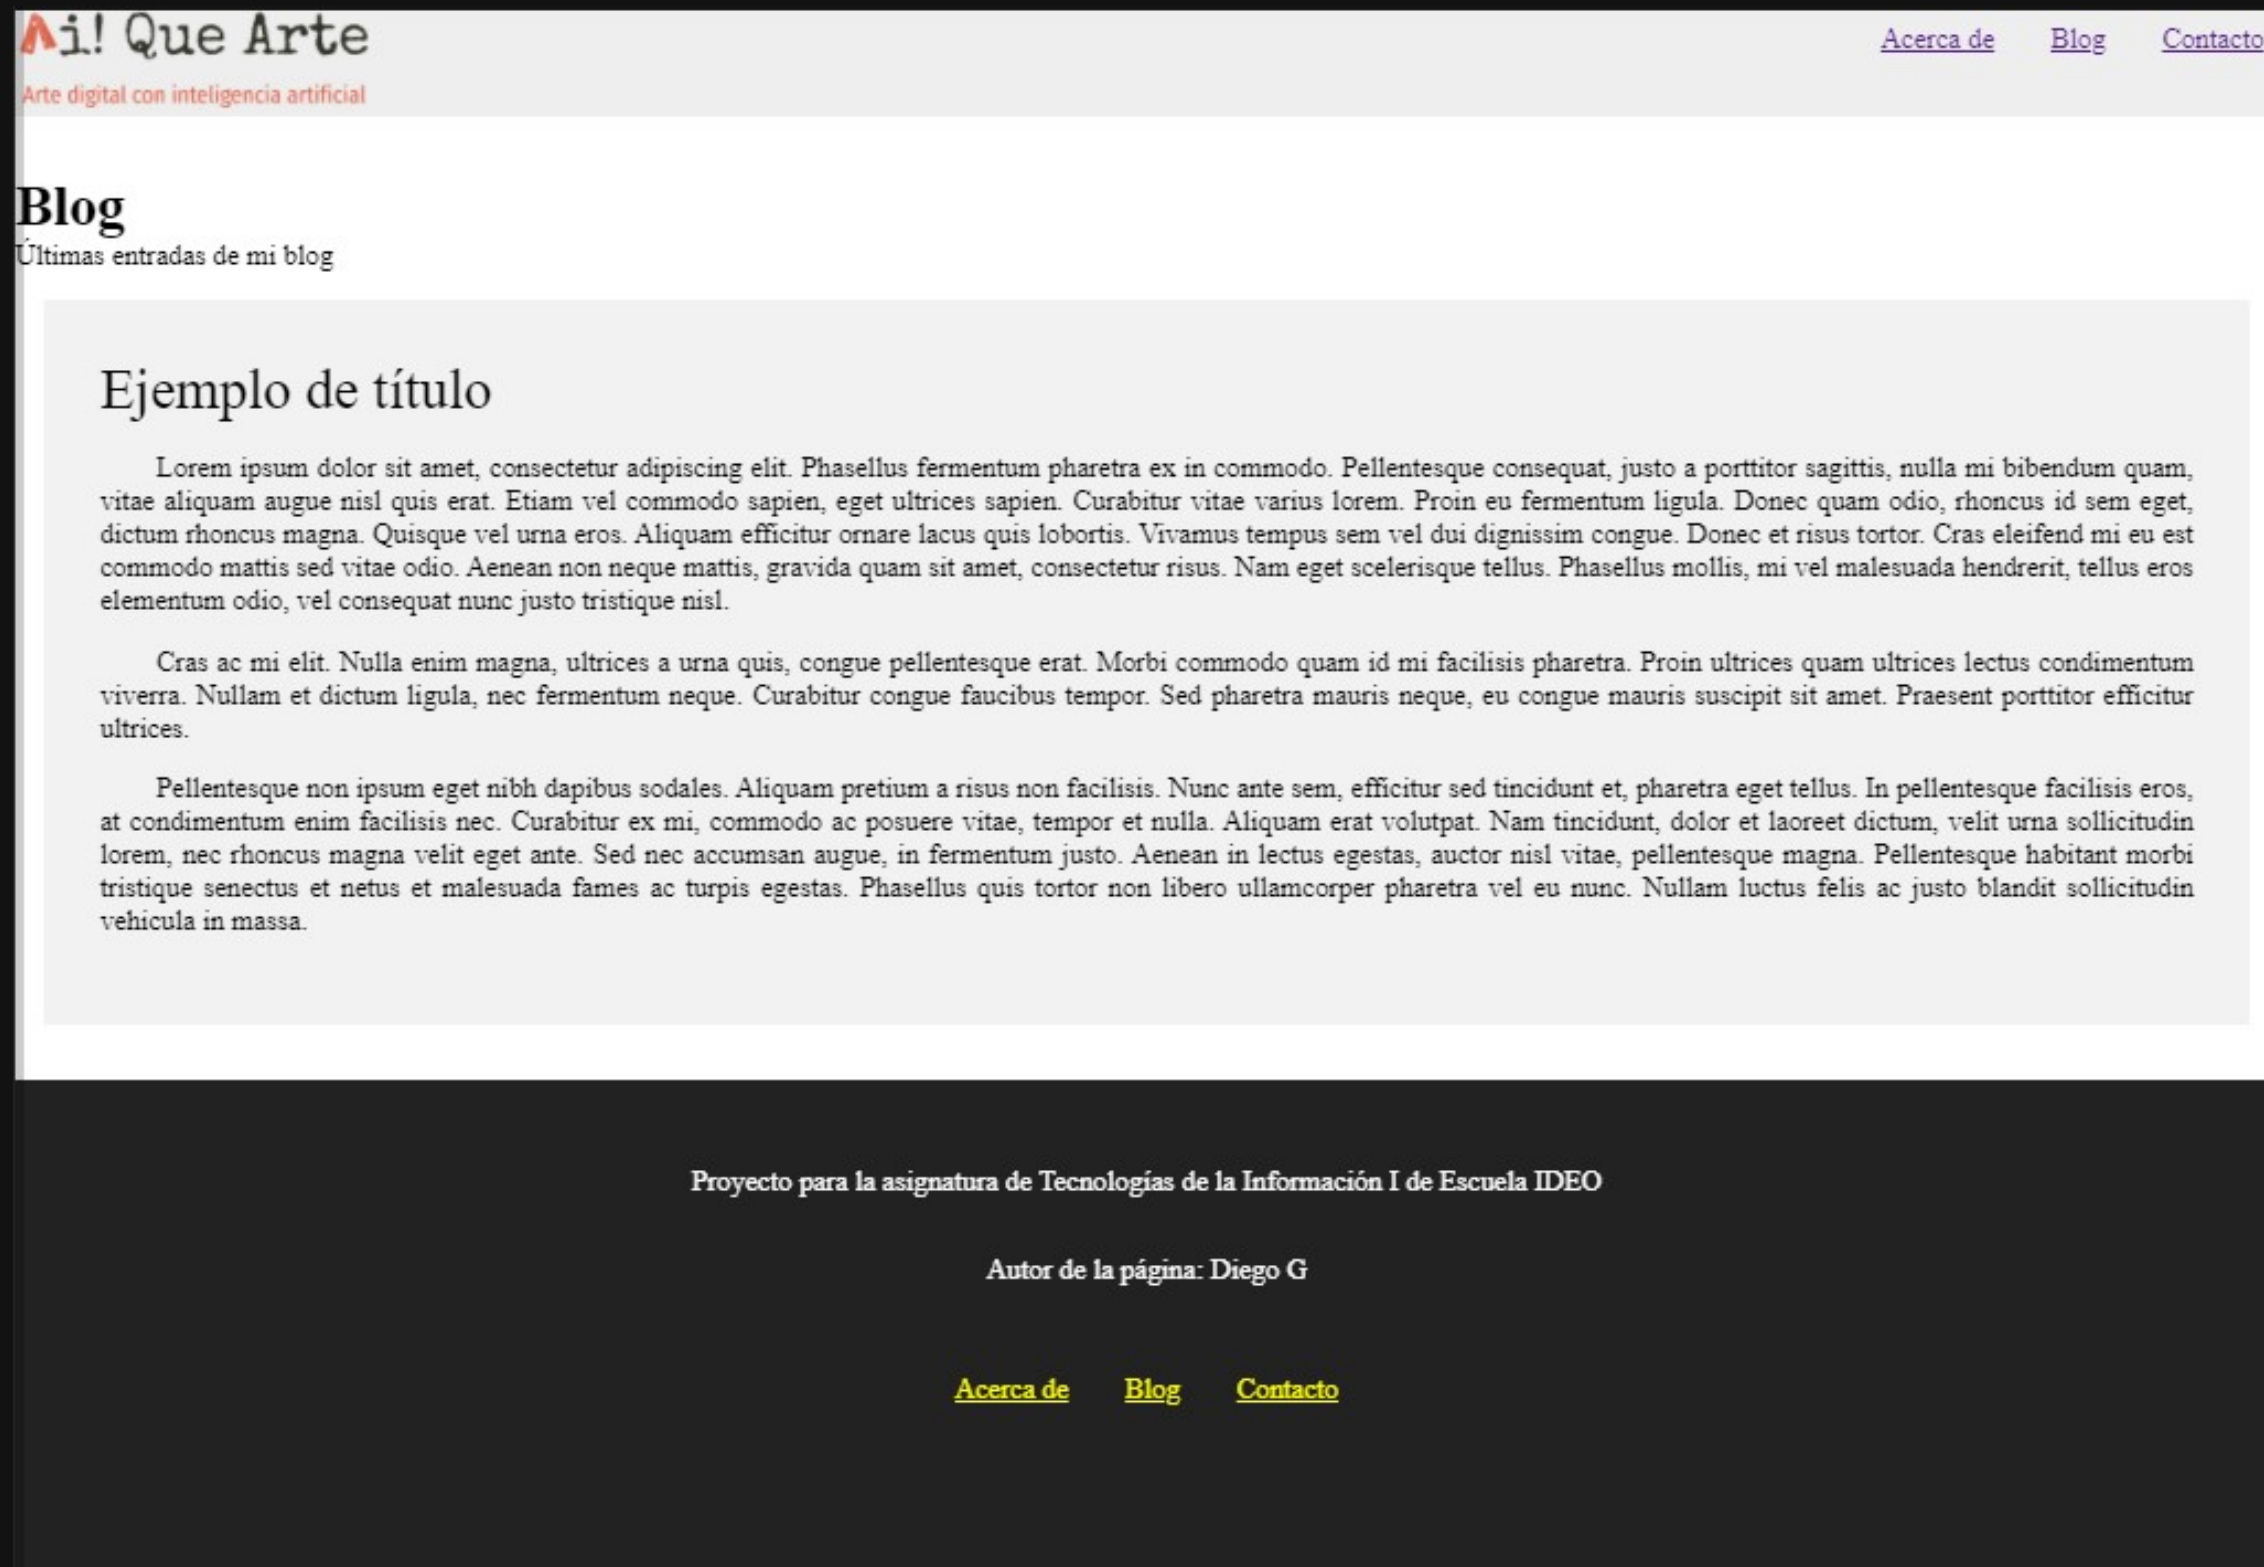 Ai! Que Arte
Arte digital con inteligencia artificial
Acerca de Blog Contacto
Blog
Últimas entradas de mi blog
Ejemplo de título
Lorem ipsum dolor sit amet, consectetur adipiscing elit. Phasellus fermentum pharetra ex in commodo. Pellentesque consequat, justo a porttitor sagittis, nulla mi bibendum quam,
vitae aliquam augue nisl quis erat. Etiam vel commodo sapien, eget ultrices sapien. Curabitur vitae varius lorem. Proin eu fermentum ligula. Donec quam odio, rhoncus id sem eget,
dictum rhoncus magna. Quisque vel urna eros. Aliquam efficitur ornare lacus quis lobortis. Vivamus tempus sem vel dui dignissim congue. Donec et risus tortor. Cras eleifend mi eu est
commodo mattis sed vitae odio. Aenean non neque mattis, gravida quam sit amet, consectetur risus. Nam eget scelerisque tellus. Phasellus mollis, mi vel malesuada hendrerit, tellus eros
elementum odio, vel consequat nunc justo tristique nisl.
Cras ac mi elit. Nulla enim magna, ultrices a urna quis, congue pellentesque erat. Morbi commodo quam id mi facilisis pharetra. Proin ultrices quam ultrices lectus condimentum
viverra. Nullam et dictum ligula, nec fermentum neque. Curabitur congue faucibus tempor. Sed pharetra mauris neque, eu congue mauris suscipit sit amet. Praesent porttitor efficitur
ultrices.
Pellentesque non ipsum eget nibh dapibus sodales. Aliquam pretium a risus non facilisis. Nunc ante sem, efficitur sed tincidunt et, pharetra eget tellus. In pellentesque facilisis eros,
at condimentum enim facilisis nec. Curabitur ex mi, commodo ac posuere vitae, tempor et nulla. Aliquam erat volutpat. Nam tincidunt, dolor et laoreet dictum, velit urna sollicitudin
lorem, nec rhoncus magna velit eget ante. Sed nec accumsan augue, in fermentum justo. Aenean in lectus egestas, auctor nisl vitae, pellentesque magna. Pellentesque habitant morbi
tristique senectus et netus et malesuada fames ac turpis egestas. Phasellus quis tortor non libero ullamcorper pharetra vel eu nunc. Nullam luctus felis ac justo blandit sollicitudin
vehicula in massa.
Proyecto para la asignatura de Tecnologías de la Información I de Escuela IDEO
Autor de la página: Diego G
Acerca de Blog Contacto